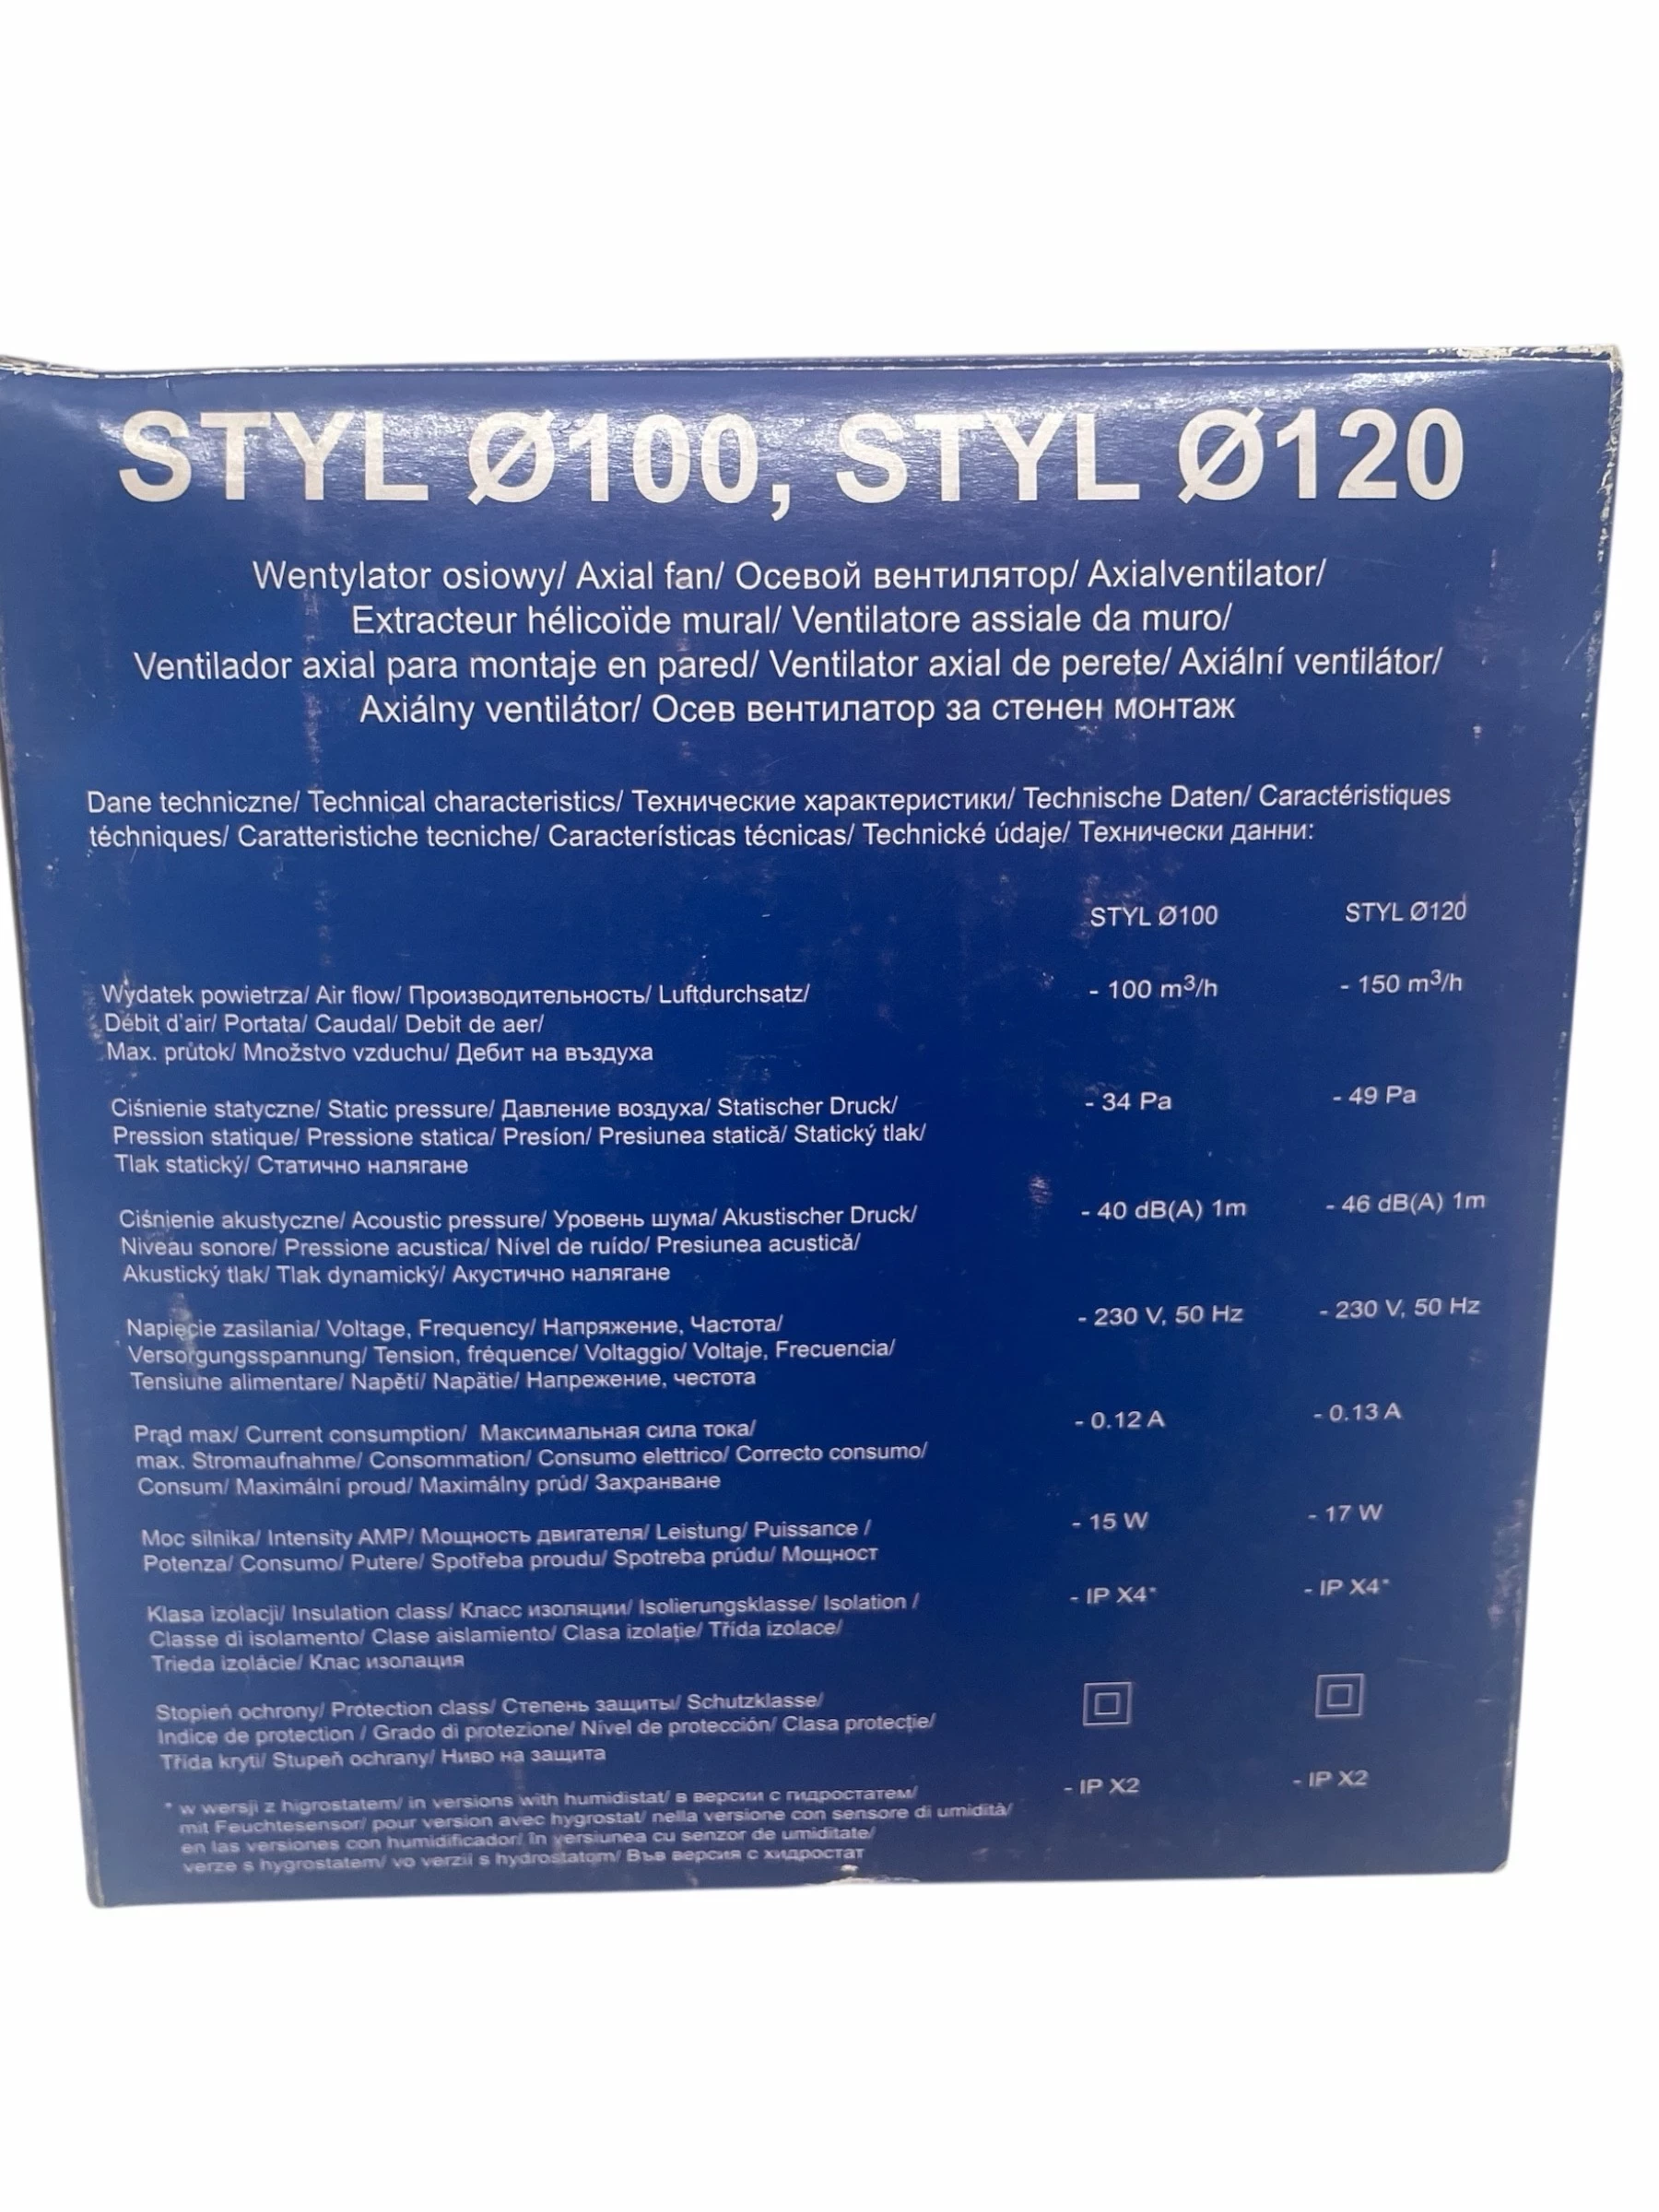 STYL Ø100, STYL Ø120
Wentylator osiowy/ Axial fan/ Осевой вентилятор/ Axialventilator/
Extracteur hélicoïde mural/ Ventilatore assiale da muro/
Ventilador axial para montaje en pared/ Ventilator axial de perete/ Axiální ventilátor/
Axiálny ventilátor/ Осев вентилатор за стенен монтаж
Dane techniczne/ Technical characteristics/ Технические характеристики/ Technische Daten/ Caractéristiques
téchniques/ Caratteristiche tecniche/ Características técnicas/ Technické údaje/ Технически данни:
STYL Ø100 STYL Ø120
Wydatek powietrza/ Air flow/ Производительность/ Luftdurchsatz/ - 100 m³/h - 150 m³/h
Débit d'air/ Portata/ Caudal/ Debit de aer/
Max. průtok/ Množstvo vzduchu/ Дебит на въздуха
Ciśnienie statyczne/ Static pressure/ Давление воздуха/ Statischer Druck/ - 34 Pa - 49 Pa
Pression statique/ Pressione statica/ Presíon/ Presiunea statică/ Statický tlak/
Tlak statický/ Статично налягане
Ciśnienie akustyczne/ Acoustic pressure/ Уровень шума/ Akustischer Druck/ - 40 dB(A) 1m - 46 dB(A) 1m
Niveau sonore/ Pressione acustica/ Nível de ruído/ Presiunea acustică/
Akustický tlak/ Tlak dynamický/ Акустично налягане
Napięcie zasilania/ Voltage, Frequency/ Напряжение, Частота/ - 230 V, 50 Hz - 230 V, 50 Hz
Versorgungsspannung/ Tension, fréquence/ Voltaggio/ Voltaje, Frecuencia/
Tensiune alimentare/ Napětí/ Napätie/ Напрежение, честота
Prąd max/ Current consumption/ Максимальная сила тока/ - 0.12 A - 0.13 A
max. Stromaufnahme/ Consommation/ Consumo elettrico/ Correcto consumo/
Consum/ Maximální proud/ Maximálny prúd/ Захранване
Moc silnika/ Intensity AMP/ Мощность двигателя/ Leistung/ Puissance / - 15 W - 17 W
Potenza/ Consumo/ Putere/ Spotřeba proudu/ Spotreba prúdu/ Мощност
Klasa izolacji/ Insulation class/ Класс изоляции/ Isolierungsklasse/ Isolation / - IP X4* - IP X4*
Classe di isolamento/ Clase aislamiento/ Clasa izolație/ Třída izolace/
Trieda izolácie/ Клас изолация
Stopień ochrony/ Protection class/ Степень защиты/ Schutzklasse/
Indice de protection / Grado di protezione/ Nível de protección/ Clasa protecție/
Třída krytí/ Stupeň ochrany/ Ниво на защита
* w wersji z higrostatem/ in versions with humidistat/ в версии с гидростатем/ - IP X2 - IP X2
mit Feuchtesensor/ pour version avec hygrostat/ nella versione con sensore di umidità/
en las versiones con humidificador/ în versiunea cu senzor de umiditate/
verze s hygrostatem/ vo verzii s hydrostatom/ Във версия с хидростат